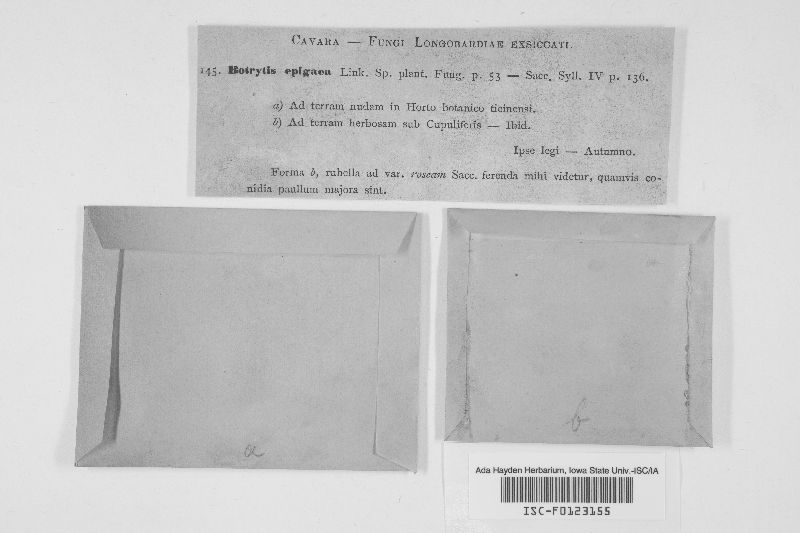 CAVARA — FUNGI LONGOBARDIAE EXSICCATI.
145. Botrytis epigaea Link. Sp. plant. Fung. p. 53 — Sacc. Syll. IV p. 136.
a) Ad terram nudam in Horto botanico ticinensi.
b) Ad terram herbosam sub Cupuliferis — Ibid.
Ipse legi — Autumno.
Forma b, rubella ad var. roseam Sacc. ferenda mihi videtur, quamvis co-
nidia paullum majora sint.
a
b
Ada Hayden Herbarium, Iowa State Univ.-ISC/IA
ISC-F0123155